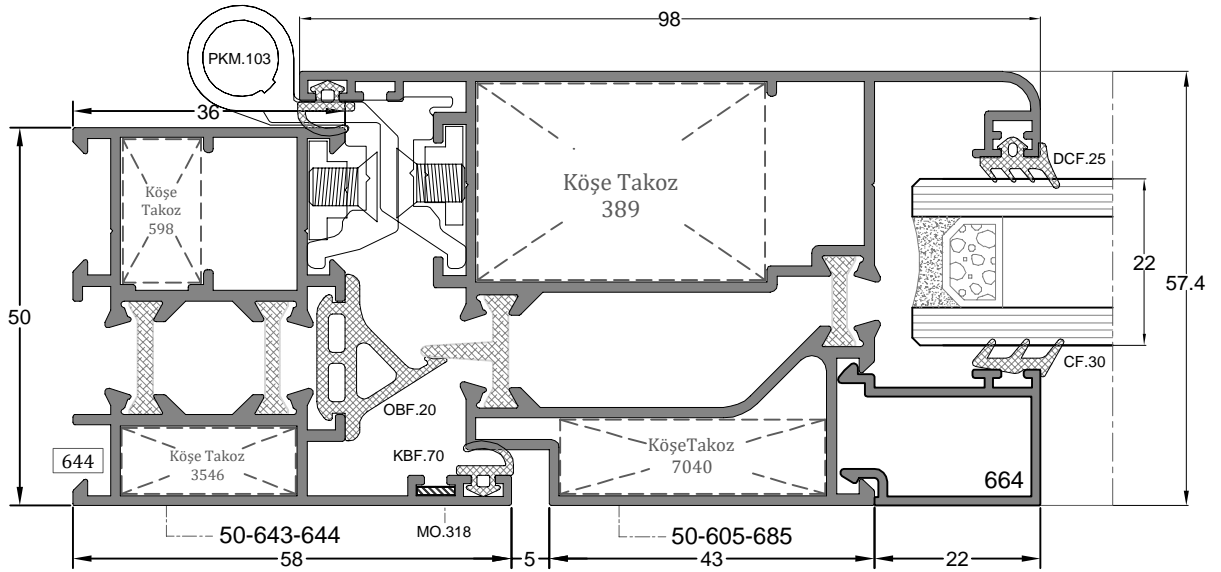 98
PKM.103
36
Köşe
Takoz
598
Köşe Takoz
389
DCF.25
22
57.4
50
CF.30
OBF.20
KBF.70
644
Köşe Takoz
3546
KöşeTakoz
7040
664
50-643-644
MO.318
50-605-685
58
5
43
22